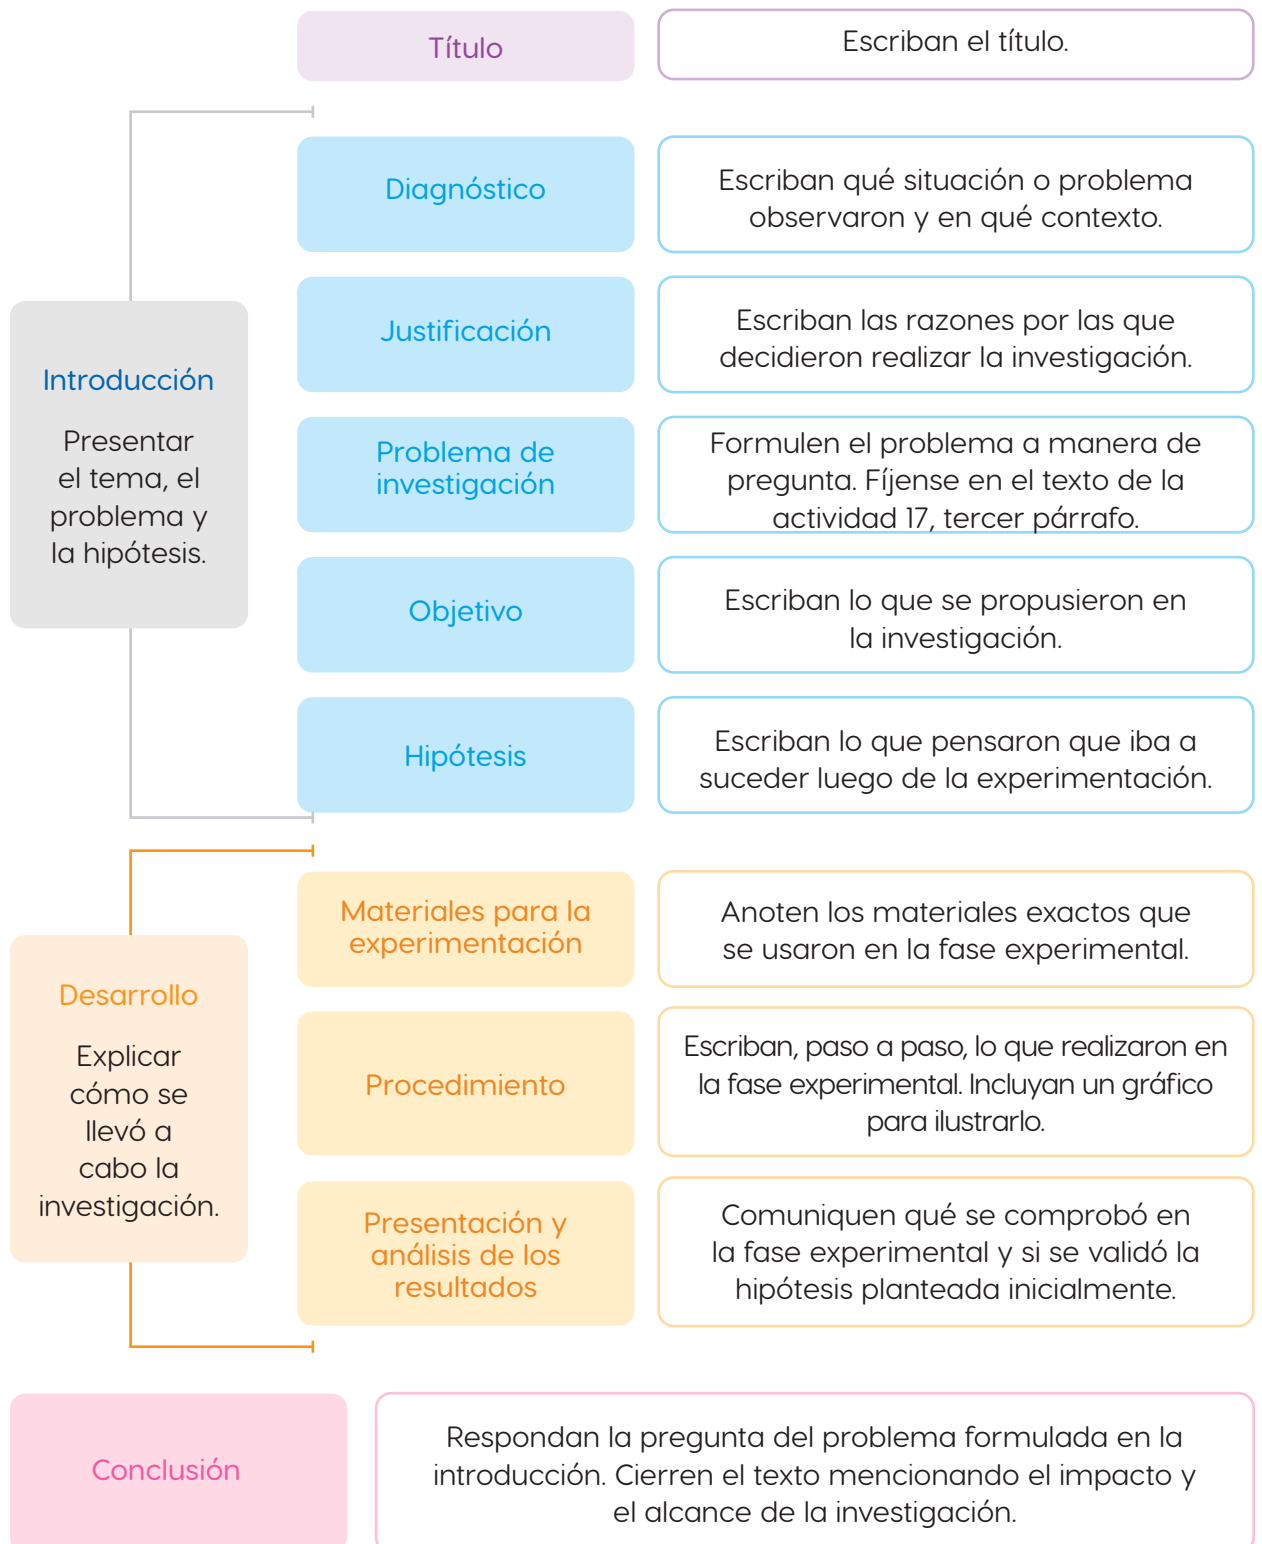 Título
Escriban el título.
Introducción
Presentar
el tema, el
problema y
la hipótesis.
Diagnóstico
Escriban qué situación o problema
observaron y en qué contexto.
Justificación
Escriban las razones por las que
decidieron realizar la investigación.
Problema de
investigación
Formulen el problema a manera de
pregunta. Fíjense en el texto de la
actividad 17, tercer párrafo.
Objetivo
Escriban lo que se propusieron en
la investigación.
Hipótesis
Escriban lo que pensaron que iba a
suceder luego de la experimentación.
Desarrollo
Explicar
cómo se
llevó a
cabo la
investigación.
Materiales para la
experimentación
Anoten los materiales exactos que
se usaron en la fase experimental.
Procedimiento
Escriban, paso a paso, lo que realizaron en
la fase experimental. Incluyan un gráfico
para ilustrarlo.
Presentación y
análisis de los
resultados
Comuniquen qué se comprobó en
la fase experimental y si se validó la
hipótesis planteada inicialmente.
Conclusión
Respondan la pregunta del problema formulada en la
introducción. Cierren el texto mencionando el impacto y
el alcance de la investigación.